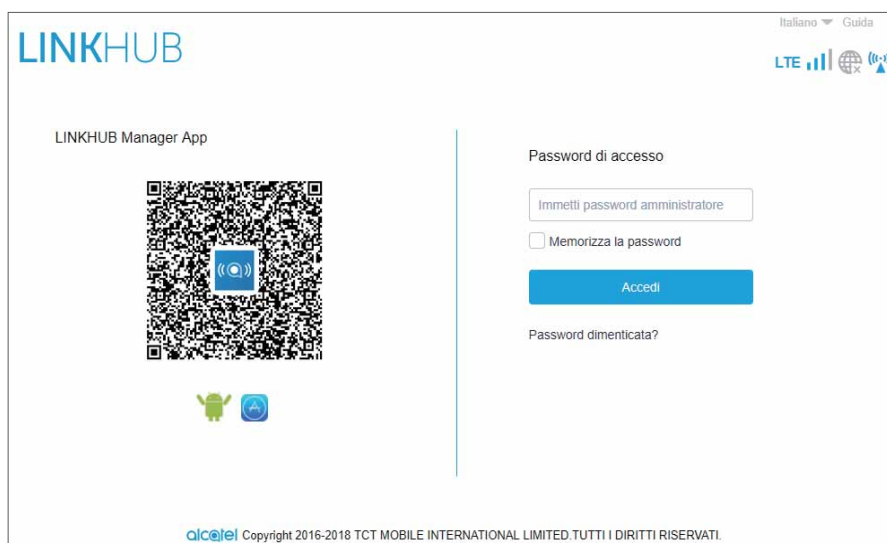 Italiano Guida
LINKHUB
LTE
LINKHUB Manager App
Password di accesso
Immetti password amministratore
Memorizza la password
Accedi
Password dimenticata?
alcatel Copyright 2016-2018 TCT MOBILE INTERNATIONAL LIMITED.TUTTI I DIRITTI RISERVATI.